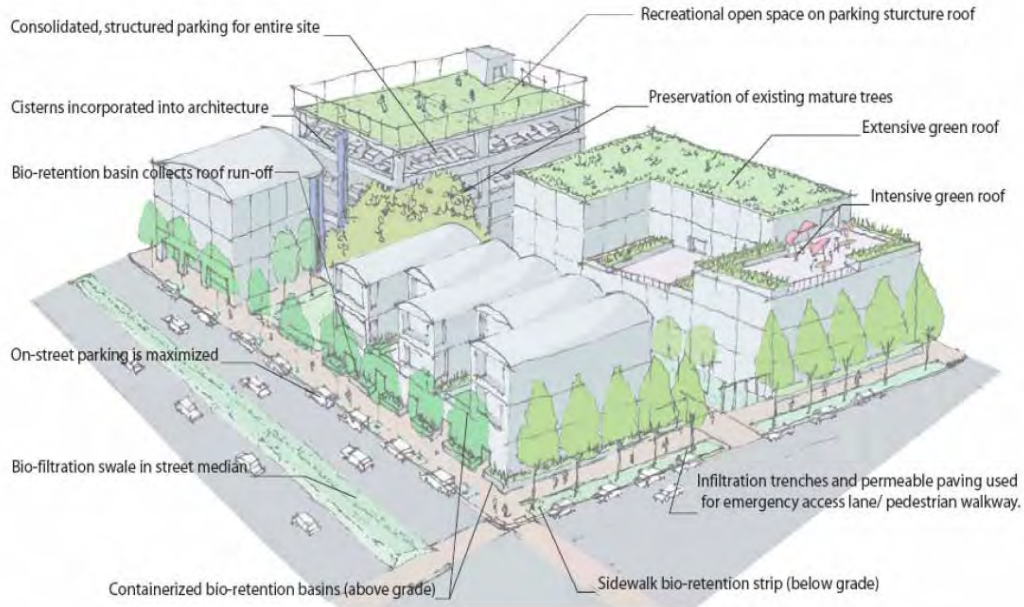 Consolidated, structured parking for entire site
Recreational open space on parking sturcture roof
Cisterns incorporated into architecture
Preservation of existing mature trees
Extensive green roof
Bio-retention basin collects roof run-off
Intensive green roof
On-street parking is maximized
Bio-filtration swale in street median
Infiltration trenches and permeable paving used
for emergency access lane/ pedestrian walkway.
Containerized bio-retention basins (above grade)
Sidewalk bio-retention strip (below grade)